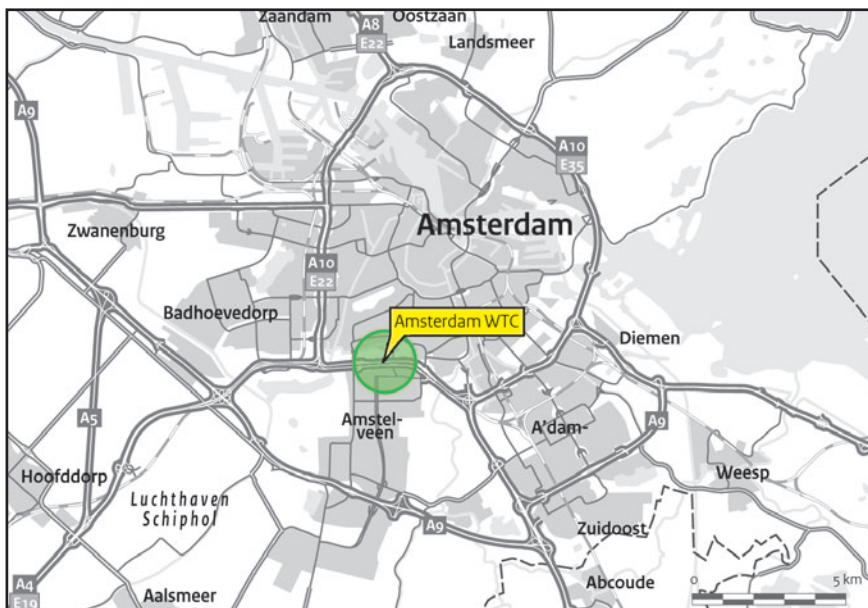 Zaandam
A8
E22
Oostzaan
Landsmeer
A9
A10
E35
Zwanenburg
Amsterdam
A10
E22
Badhoevedorp
Amsterdam WTC
Diemen
A5
Amstel-
veen
A'dam-
A9
Hoofddorp
Weesp
Luchthaven
Schiphol
A9
Zuidoost
A4
E19
Aalsmeer
Abcoude
0
5 km